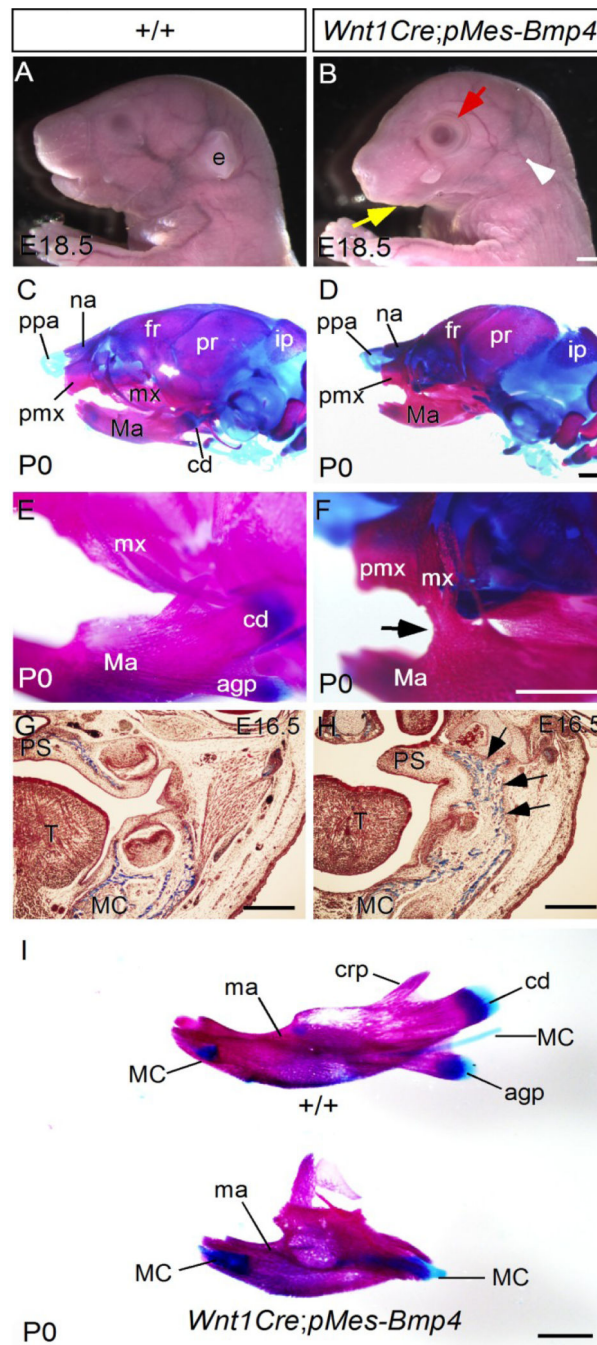 +/+ Wnt1Cre;pMes-Bmp4
A B
e
E18.5 E18.5
C D
ppa na fr pr ip ppa na fr pr ip
pmx mx pmx
Ma Ma
P0 cd P0
E F
mx pmx mx
cd
Ma
P0 agp P0 Ma
G E16.5 H E16.5
PS PS
T T
MC MC
I
crp cd
ma
MC
MC agp
+/+
ma
MC MC
P0 Wnt1Cre;pMes-Bmp4